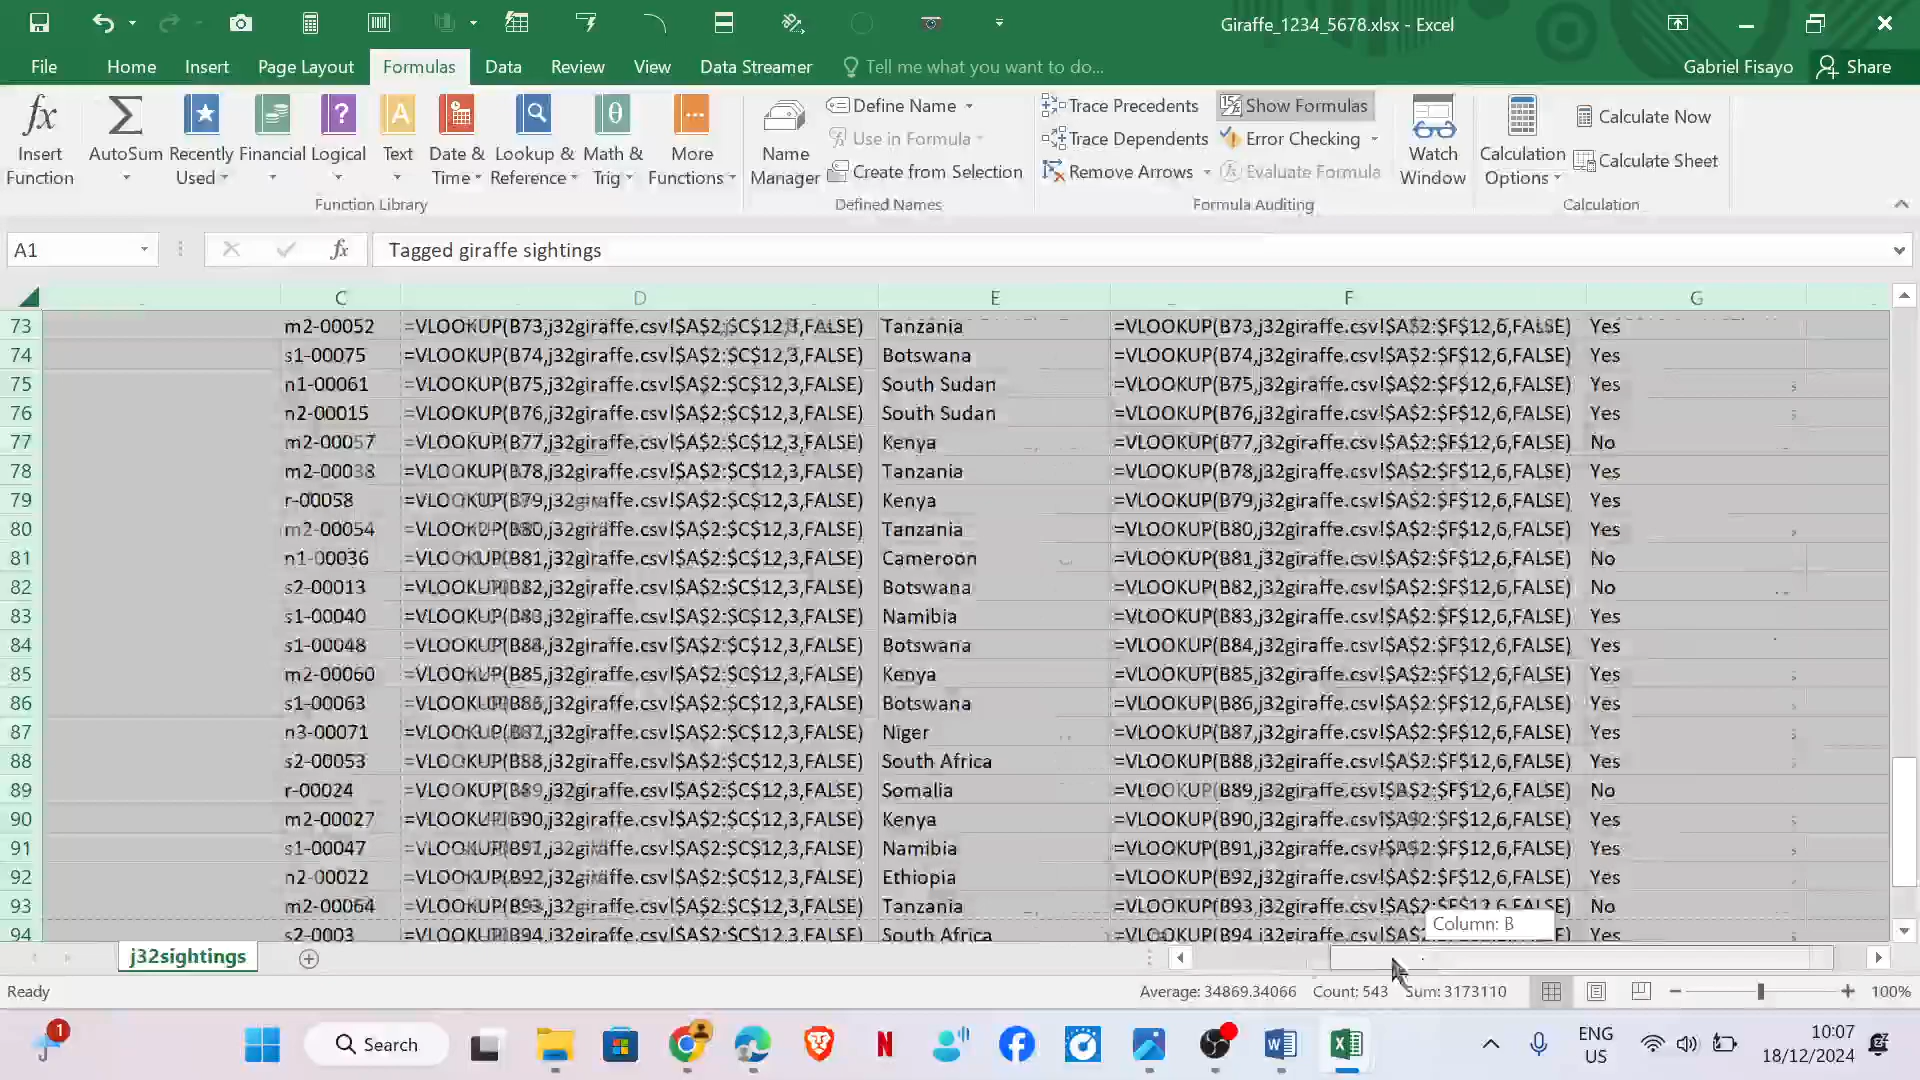 Giraffe_1234_5678.xlsx - Excel
File Home Insert Page Layout Formulas Data Review View Data Streamer Tell me what you want to do... Gabriel Fisayo Share
Insert Function
AutoSum
Recently Used
Financial
Logical
Text
Date & Time
Lookup & Reference
Math & Trig
More Functions
Function Library
Name Manager
Define Name
Use in Formula
Create from Selection
Defined Names
Trace Precedents
Trace Dependents
Remove Arrows
Show Formulas
Error Checking
Evaluate Formula
Formula Auditing
Watch Window
Calculation Options
Calculate Now
Calculate Sheet
Calculation
A1 fx Tagged giraffe sightings
C D E F G
73 m2-00052 =VLOOKUP(B73,j32giraffe.csv!$A$2:$C$12,3,FALSE) Tanzania =VLOOKUP(B73,j32giraffe.csv!$A$2:$F$12,6,FALSE) Yes
74 s1-00075 =VLOOKUP(B74,j32giraffe.csv!$A$2:$C$12,3,FALSE) Botswana =VLOOKUP(B74,j32giraffe.csv!$A$2:$F$12,6,FALSE) Yes
75 n1-00061 =VLOOKUP(B75,j32giraffe.csv!$A$2:$C$12,3,FALSE) South Sudan =VLOOKUP(B75,j32giraffe.csv!$A$2:$F$12,6,FALSE) Yes
76 n2-00015 =VLOOKUP(B76,j32giraffe.csv!$A$2:$C$12,3,FALSE) South Sudan =VLOOKUP(B76,j32giraffe.csv!$A$2:$F$12,6,FALSE) Yes
77 m2-00057 =VLOOKUP(B77,j32giraffe.csv!$A$2:$C$12,3,FALSE) Kenya =VLOOKUP(B77,j32giraffe.csv!$A$2:$F$12,6,FALSE) No
78 m2-00038 =VLOOKUP(B78,j32giraffe.csv!$A$2:$C$12,3,FALSE) Tanzania =VLOOKUP(B78,j32giraffe.csv!$A$2:$F$12,6,FALSE) Yes
79 r-00058 =VLOOKUP(B79,j32giraffe.csv!$A$2:$C$12,3,FALSE) Kenya =VLOOKUP(B79,j32giraffe.csv!$A$2:$F$12,6,FALSE) Yes
80 m2-00054 =VLOOKUP(B80,j32giraffe.csv!$A$2:$C$12,3,FALSE) Tanzania =VLOOKUP(B80,j32giraffe.csv!$A$2:$F$12,6,FALSE) Yes
81 n1-00036 =VLOOKUP(B81,j32giraffe.csv!$A$2:$C$12,3,FALSE) Cameroon =VLOOKUP(B81,j32giraffe.csv!$A$2:$F$12,6,FALSE) No
82 s2-00013 =VLOOKUP(B82,j32giraffe.csv!$A$2:$C$12,3,FALSE) Botswana =VLOOKUP(B82,j32giraffe.csv!$A$2:$F$12,6,FALSE) No
83 s1-00040 =VLOOKUP(B83,j32giraffe.csv!$A$2:$C$12,3,FALSE) Namibia =VLOOKUP(B83,j32giraffe.csv!$A$2:$F$12,6,FALSE) Yes
84 s1-00048 =VLOOKUP(B84,j32giraffe.csv!$A$2:$C$12,3,FALSE) Botswana =VLOOKUP(B84,j32giraffe.csv!$A$2:$F$12,6,FALSE) Yes
85 m2-00060 =VLOOKUP(B85,j32giraffe.csv!$A$2:$C$12,3,FALSE) Kenya =VLOOKUP(B85,j32giraffe.csv!$A$2:$F$12,6,FALSE) Yes
86 s1-00063 =VLOOKUP(B86,j32giraffe.csv!$A$2:$C$12,3,FALSE) Botswana =VLOOKUP(B86,j32giraffe.csv!$A$2:$F$12,6,FALSE) Yes
87 n3-00071 =VLOOKUP(B87,j32giraffe.csv!$A$2:$C$12,3,FALSE) Niger =VLOOKUP(B87,j32giraffe.csv!$A$2:$F$12,6,FALSE) Yes
88 s2-00053 =VLOOKUP(B88,j32giraffe.csv!$A$2:$C$12,3,FALSE) South Africa =VLOOKUP(B88,j32giraffe.csv!$A$2:$F$12,6,FALSE) Yes
89 r-00024 =VLOOKUP(B89,j32giraffe.csv!$A$2:$C$12,3,FALSE) Somalia =VLOOKUP(B89,j32giraffe.csv!$A$2:$F$12,6,FALSE) No
90 m2-00027 =VLOOKUP(B90,j32giraffe.csv!$A$2:$C$12,3,FALSE) Kenya =VLOOKUP(B90,j32giraffe.csv!$A$2:$F$12,6,FALSE) Yes
91 s1-00047 =VLOOKUP(B91,j32giraffe.csv!$A$2:$C$12,3,FALSE) Namibia =VLOOKUP(B91,j32giraffe.csv!$A$2:$F$12,6,FALSE) Yes
92 n2-00022 =VLOOKUP(B92,j32giraffe.csv!$A$2:$C$12,3,FALSE) Ethiopia =VLOOKUP(B92,j32giraffe.csv!$A$2:$F$12,6,FALSE) Yes
93 m2-00064 =VLOOKUP(B93,j32giraffe.csv!$A$2:$C$12,3,FALSE) Tanzania =VLOOKUP(B93,j32giraffe.csv!$A$2:$F$12,6,FALSE) No
94 s2-0003 =VLOOKUP(B94,j32giraffe.csv!$A$2:$C$12,3,FALSE) South Africa =VLOOKUP(B94,j32giraffe.csv!$A$2 Yes
Column: B
j32sightings
Ready Average: 34869.34066 Count: 543 Sum: 3173110 100%
1 Search ENG US 10:07 18/12/2024